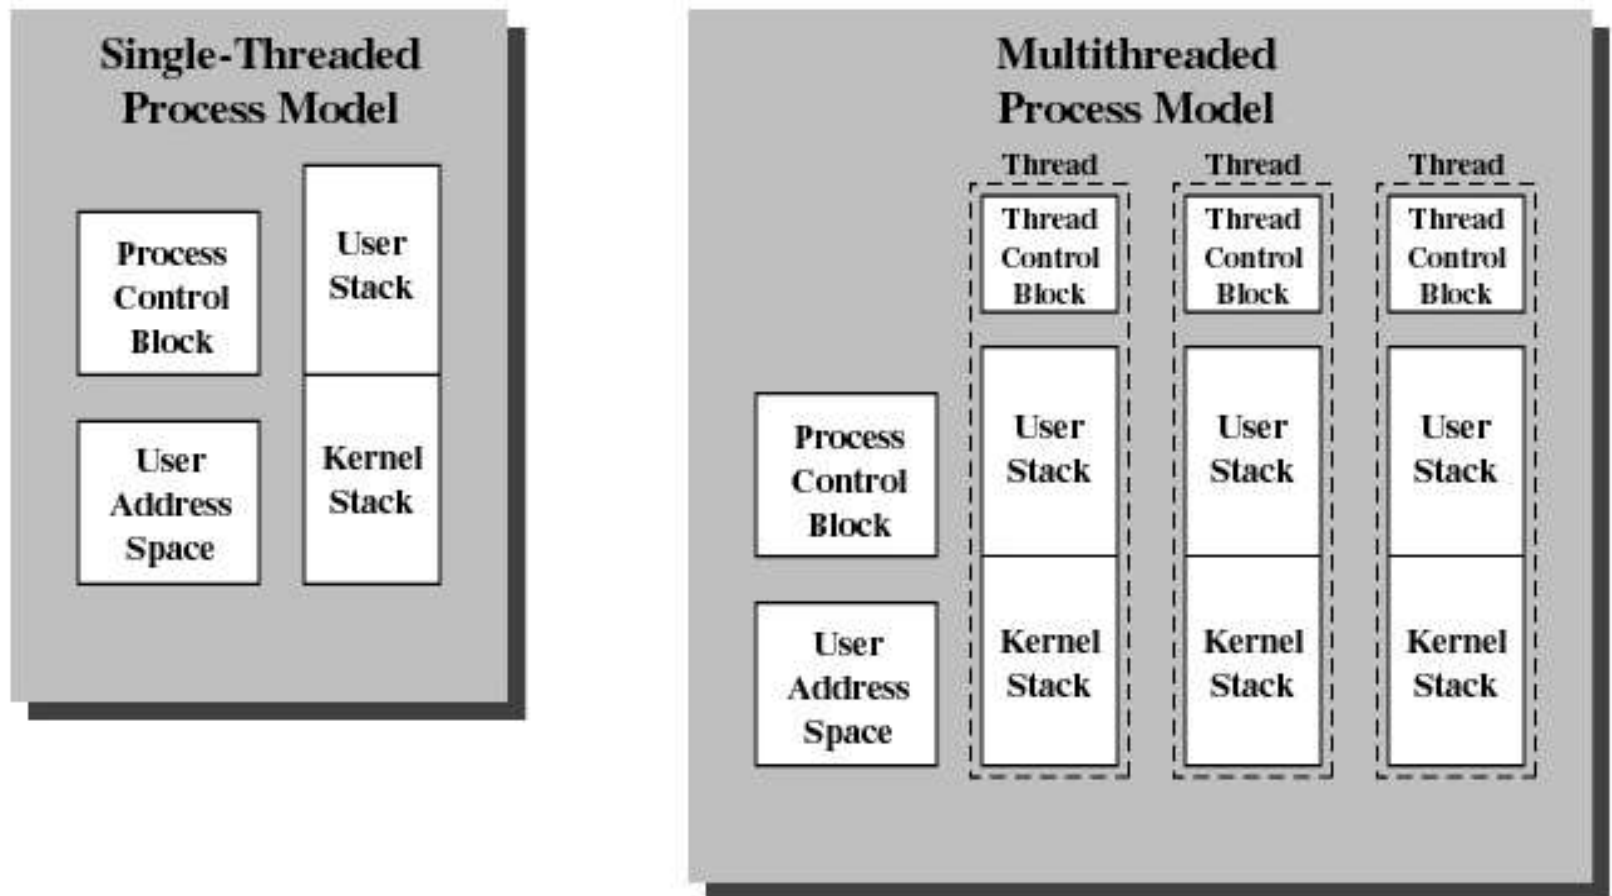 Single-Threaded
Process Model
Process
Control
Block
User
Stack
User
Address
Space
Kernel
Stack
Multithreaded
Process Model
Process
Control
Block
User
Address
Space
Thread
Thread
Control
Block
User
Stack
Kernel
Stack
Thread
Thread
Control
Block
User
Stack
Kernel
Stack
Thread
Thread
Control
Block
User
Stack
Kernel
Stack